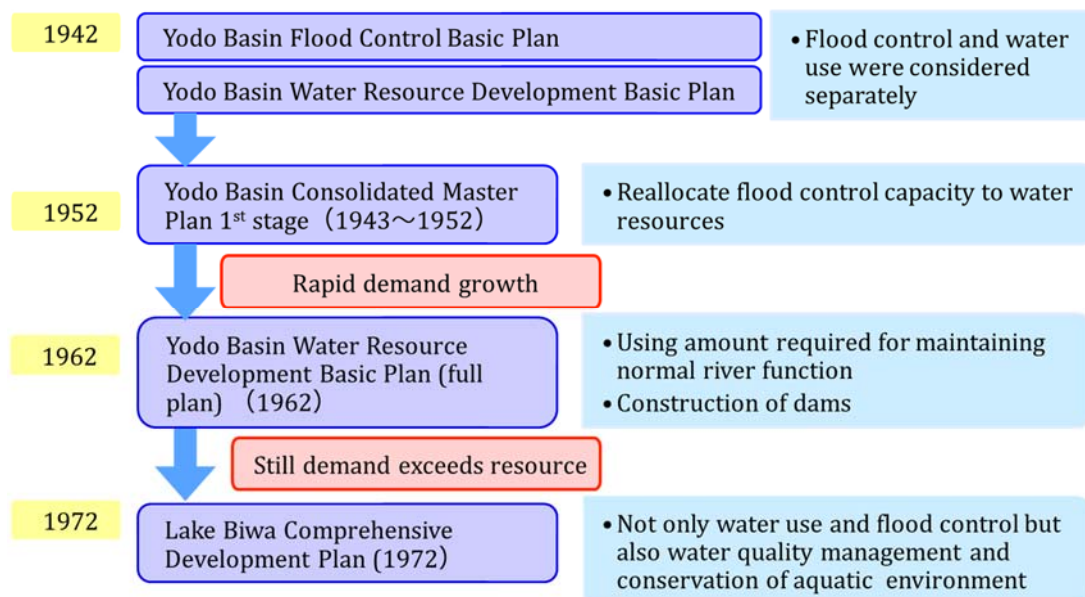 1942
Yodo Basin Flood Control Basic Plan
Yodo Basin Water Resource Development Basic Plan
• Flood control and water
use were considered
separately
1952
Yodo Basin Consolidated Master
Plan 1st stage（1943～1952）
• Reallocate flood control capacity to water
resources
Rapid demand growth
1962
Yodo Basin Water Resource
Development Basic Plan (full
plan) （1962）
• Using amount required for maintaining
normal river function
• Construction of dams
Still demand exceeds resource
1972
Lake Biwa Comprehensive
Development Plan (1972)
• Not only water use and flood control but
also water quality management and
conservation of aquatic environment